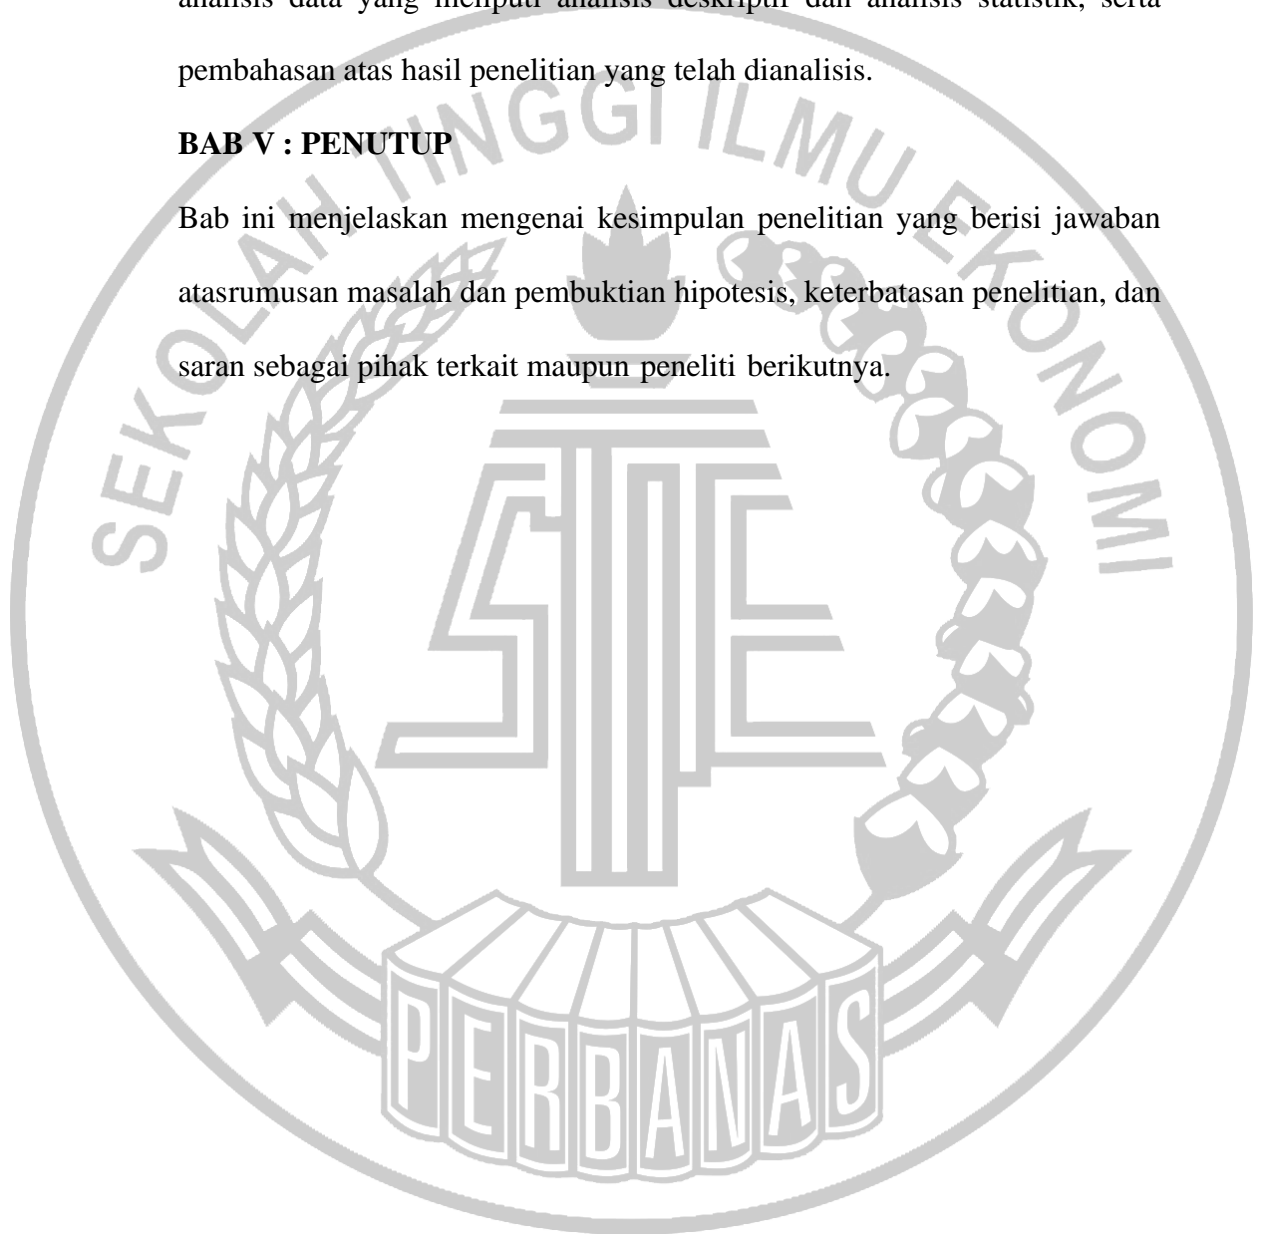 analisis data yang meliputi analisis deskriptif dan analisis statistik, serta
pembahasan atas hasil penelitian yang telah dianalisis.
BAB V : PENUTUP
Bab ini menjelaskan mengenai kesimpulan penelitian yang berisi jawaban
atasrumusan masalah dan pembuktian hipotesis, keterbatasan penelitian, dan
saran sebagai pihak terkait maupun peneliti berikutnya.
SEKOLAH TINGGI ILMU EKONOMI
STIE
PERBANAS